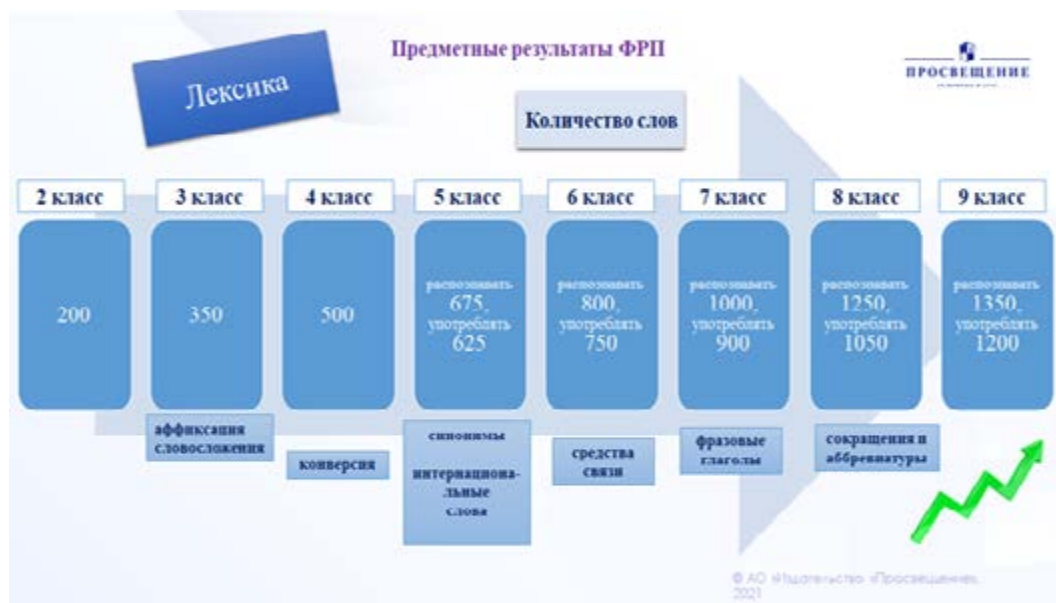 Предметные результаты ФРП
Лексика
ПРОСВЕЩЕНИЕ
Количество слов
2 класс
3 класс
4 класс
5 класс
6 класс
7 класс
8 класс
9 класс
200
350
500
распознавать
675,
употреблять
625
распознавать
800,
употреблять
750
распознавать
1000,
употреблять
900
распознавать
1250,
употреблять
1050
распознавать
1350,
употреблять
1200
аффиксация
словосложения
конверсия
синонимы
интернациона-
льные
слова
средства
связи
фразовые
глаголы
сокращения и
аббревиатуры
© АО «Издательство «Просвещение»,
2021